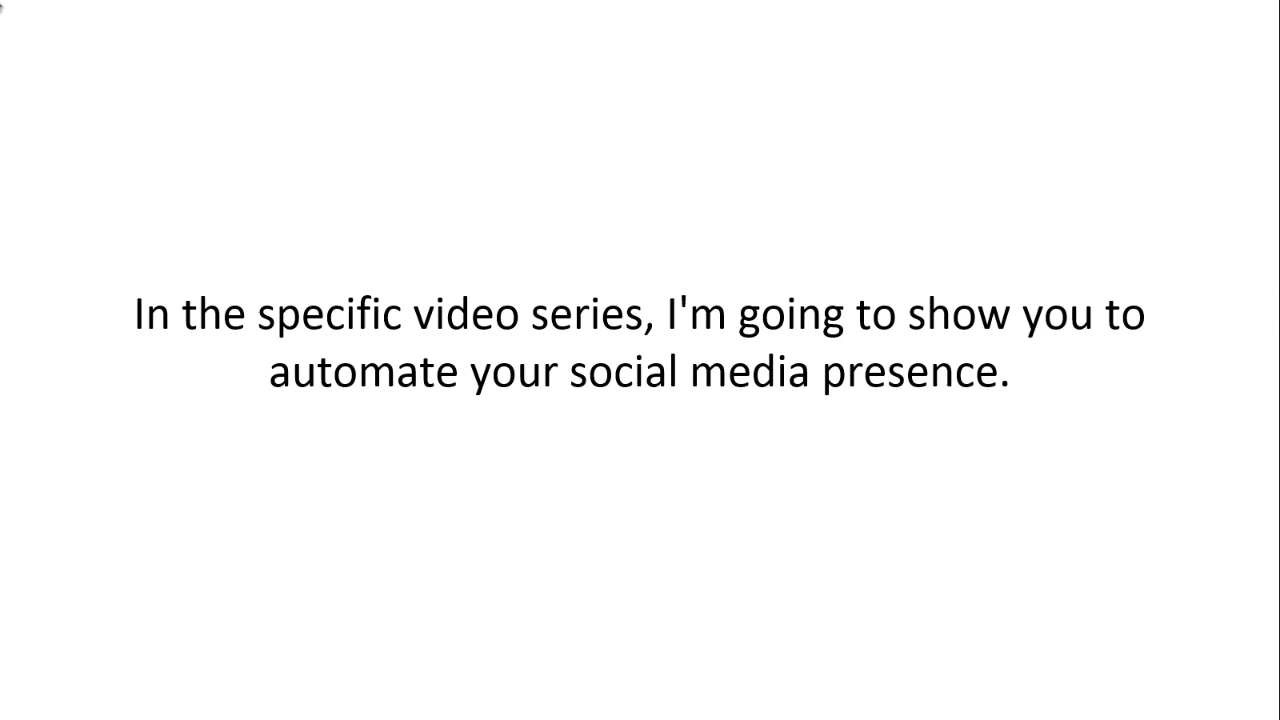 In the specific video series, I'm going to show you to
automate your social media presence.